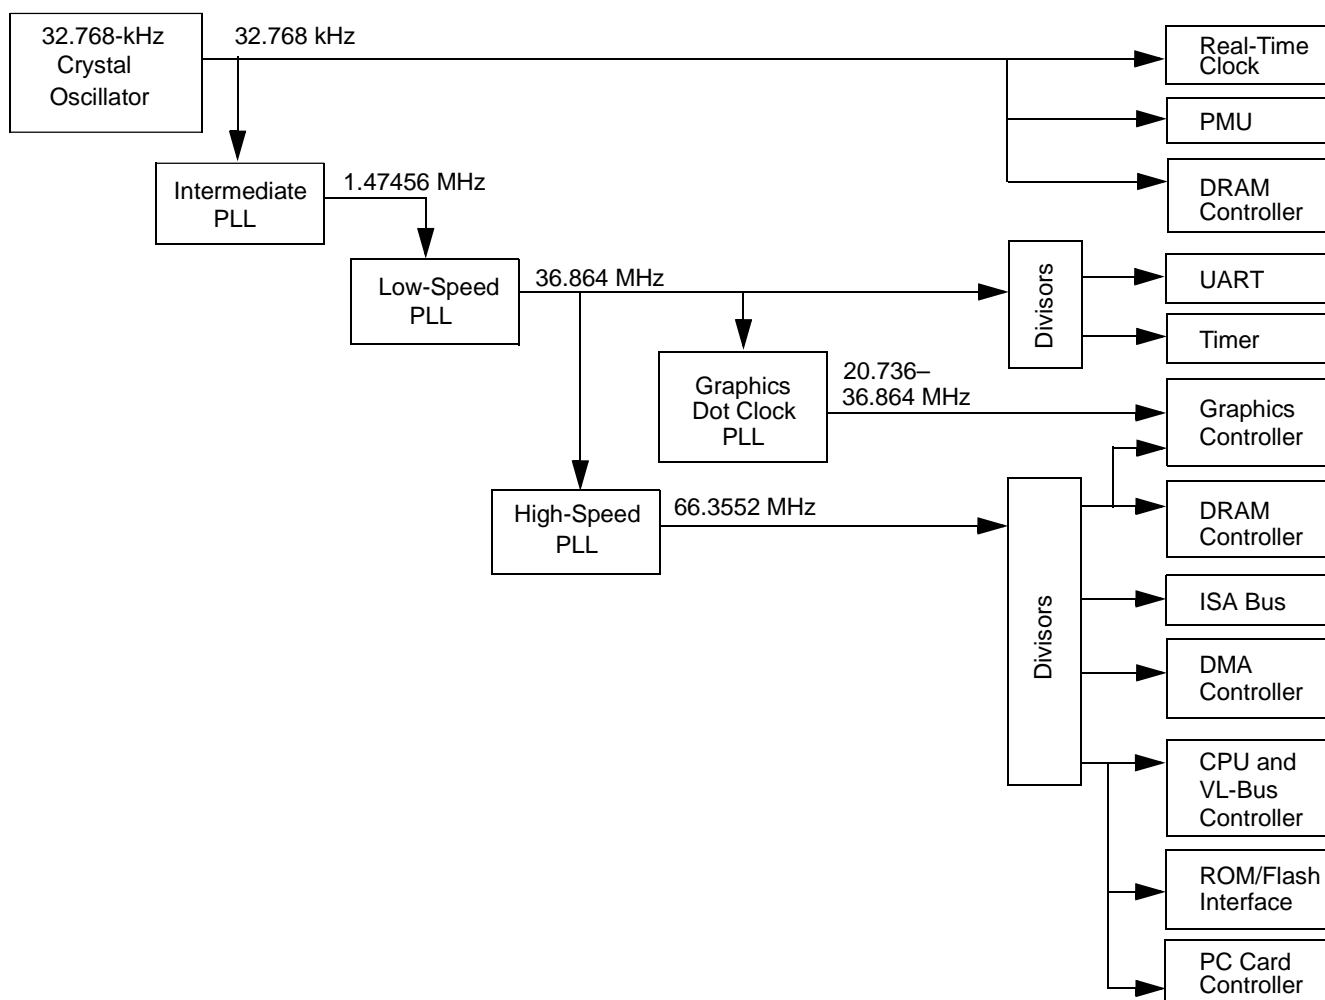 32.768-kHz
Crystal
Oscillator
32.768 kHz
Real-Time
Clock
PMU
Intermediate
PLL
1.47456 MHz
DRAM
Controller
Low-Speed
PLL
36.864 MHz
Divisors
UART
Timer
Graphics
Dot Clock
PLL
20.736–
36.864 MHz
Graphics
Controller
High-Speed
PLL
66.3552 MHz
Divisors
DRAM
Controller
ISA Bus
DMA
Controller
CPU and
VL-Bus
Controller
ROM/Flash
Interface
PC Card
Controller